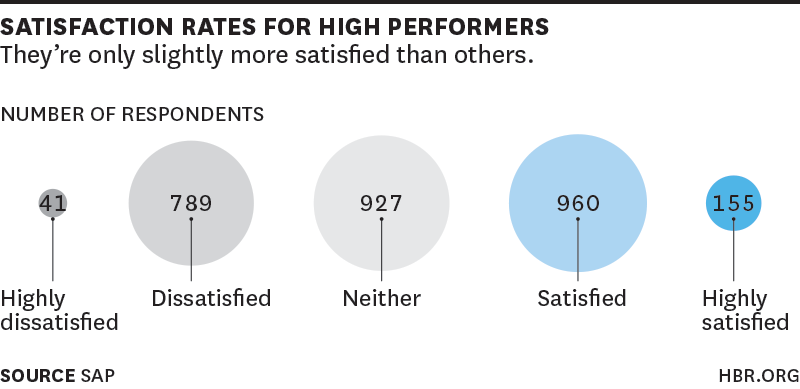 SATISFACTION RATES FOR HIGH PERFORMERS
They’re only slightly more satisfied than others.
NUMBER OF RESPONDENTS
41 789 927 960 155
Highly dissatisfied
Dissatisfied
Neither
Satisfied
Highly satisfied
SOURCE SAP
HBR.ORG